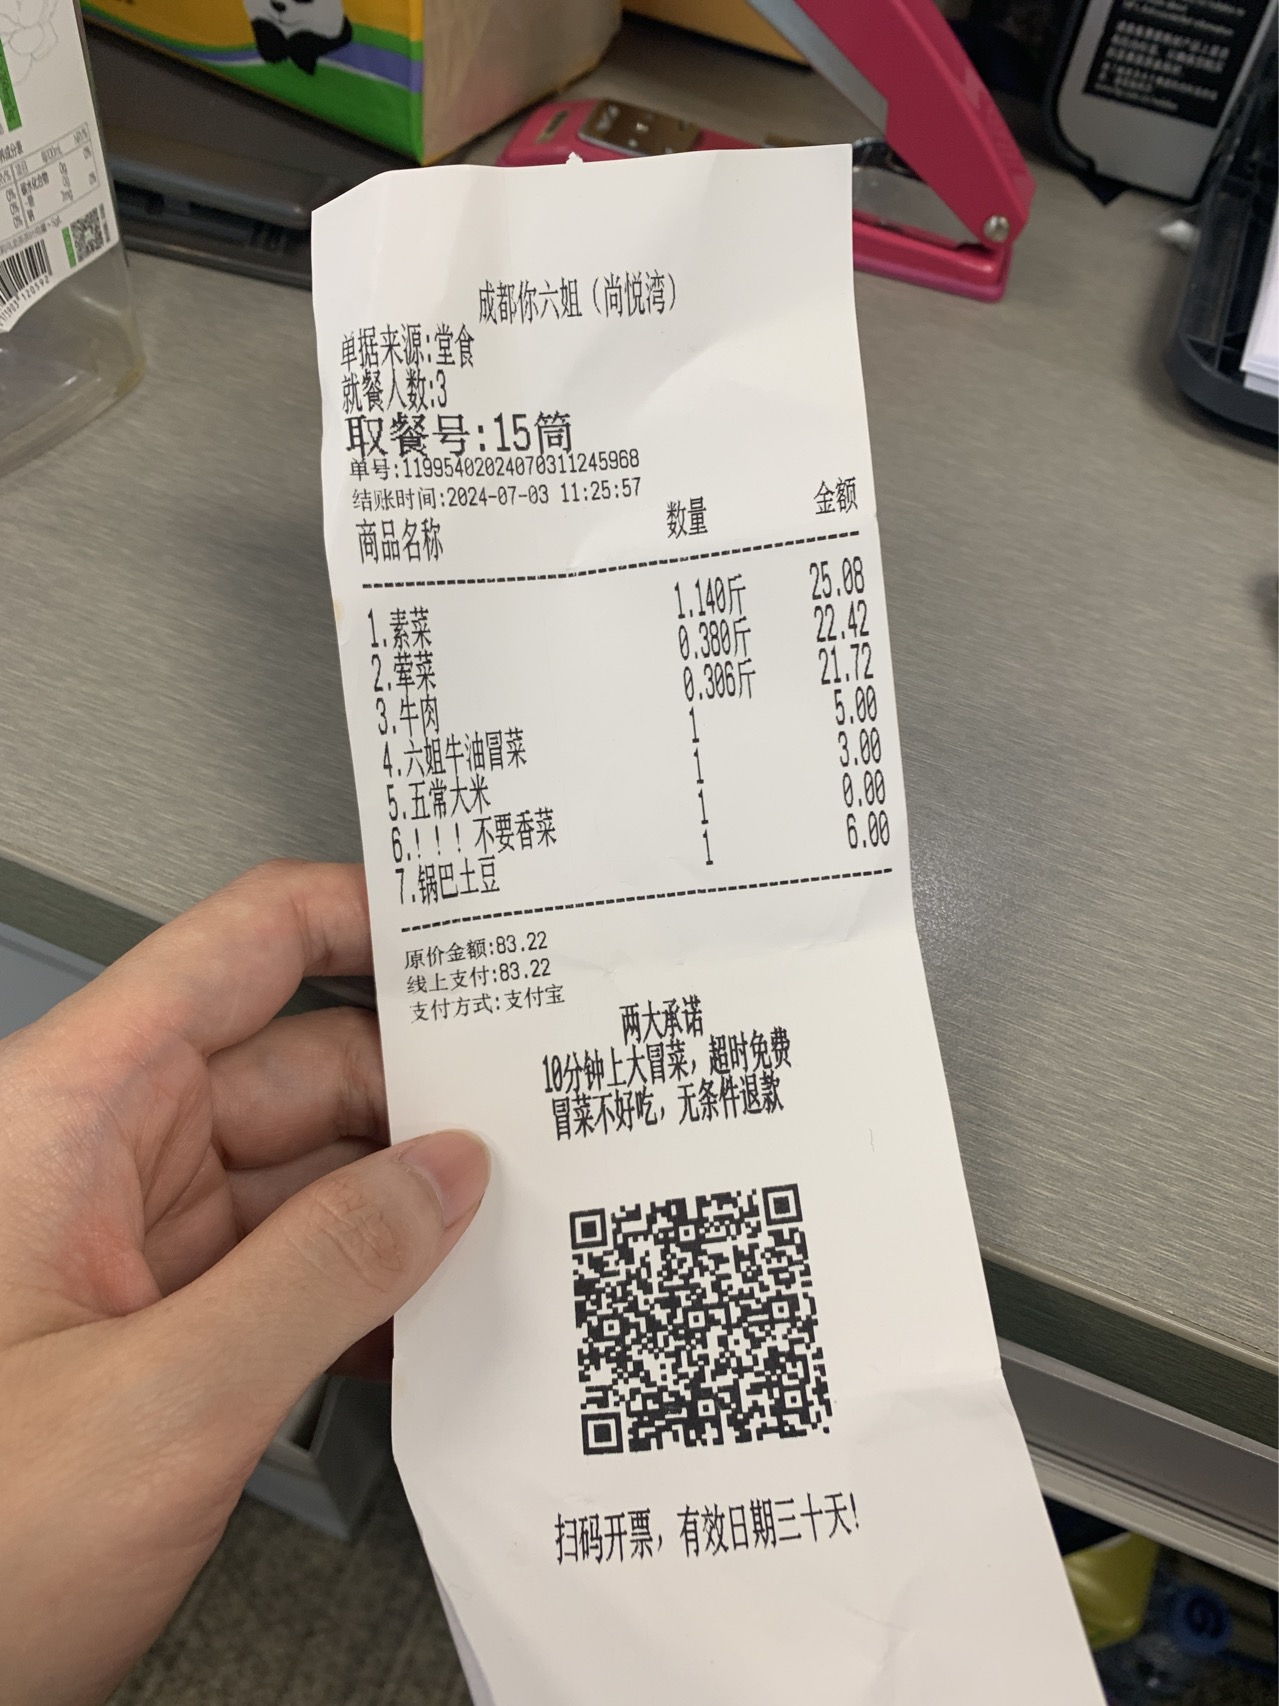 成都你六姐（尚悦湾）
单据来源:堂食
就餐人数:3
取餐号:15筒
单号:11995402024070311245968
结账时间:2024-07-03 11:25:57
商品名称 数量 金额
1.素菜 1.140斤 25.08
2.荤菜 0.380斤 22.42
3.牛肉 0.306斤 21.72
4.六姐牛油冒菜 1 5.00
5.五常大米 1 3.00
6.！！！不要香菜 1 0.00
7.锅巴土豆 1 6.00
原价金额:83.22
线上支付:83.22
支付方式:支付宝
两大承诺
10分钟上大冒菜，超时免费
冒菜不好吃，无条件退款
扫码开票，有效日期三十天!